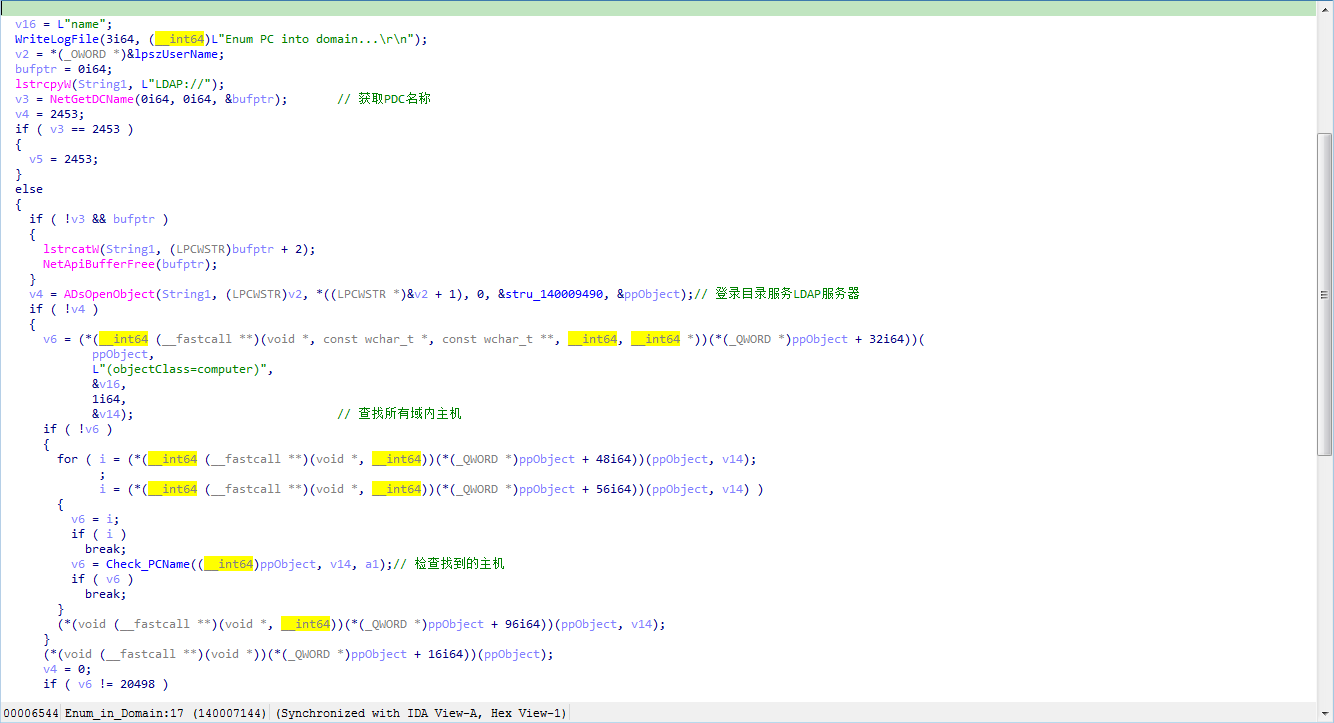 v16 = L"name";
WriteLogFile(3i64, (__int64)L"Enum PC into domain...\r\n");
v2 = *(_OWORD *)&lpszUserName;
bufptr = 0i64;
lstrcpyW(String1, L"LDAP://");
v3 = NetGetDCName(0i64, 0i64, &bufptr); // 获取PDC名称
v4 = 2453;
if ( v3 == 2453 )
{
v5 = 2453;
}
else
{
if ( !v3 && bufptr )
{
lstrcatW(String1, (LPCWSTR)bufptr + 2);
NetApiBufferFree(bufptr);
}
v4 = ADsOpenObject(String1, (LPCWSTR)v2, *((LPCWSTR *)&v2 + 1), 0, &stru_140009490, &ppObject);// 登录目录服务LDAP服务器
if ( !v4 )
{
v6 = (*(__int64 (__fastcall **)(void *, const wchar_t *, const wchar_t **, __int64, __int64 *))(*(_QWORD *)ppObject + 32i64))(
ppObject,
L"(objectClass=computer)",
&v16,
1i64,
&v14); // 查找所有域内主机
if ( !v6 )
{
for ( i = (*(__int64 (__fastcall **)(void *, __int64))(*(_QWORD *)ppObject + 48i64))(ppObject, v14);
;
i = (*(__int64 (__fastcall **)(void *, __int64))(*(_QWORD *)ppObject + 56i64))(ppObject, v14) )
{
v6 = i;
if ( i )
break;
v6 = Check_PCName((__int64)ppObject, v14, a1);// 检查找到的主机
if ( v6 )
break;
}
(*(void (__fastcall **)(void *, __int64))(*(_QWORD *)ppObject + 96i64))(ppObject, v14);
}
(*(void (__fastcall **)(void *))(*(_QWORD *)ppObject + 16i64))(ppObject);
v4 = 0;
if ( v6 != 20498 )
00006544 Enum_in_Domain:17 (140007144) (Synchronized with IDA View-A, Hex View-1)